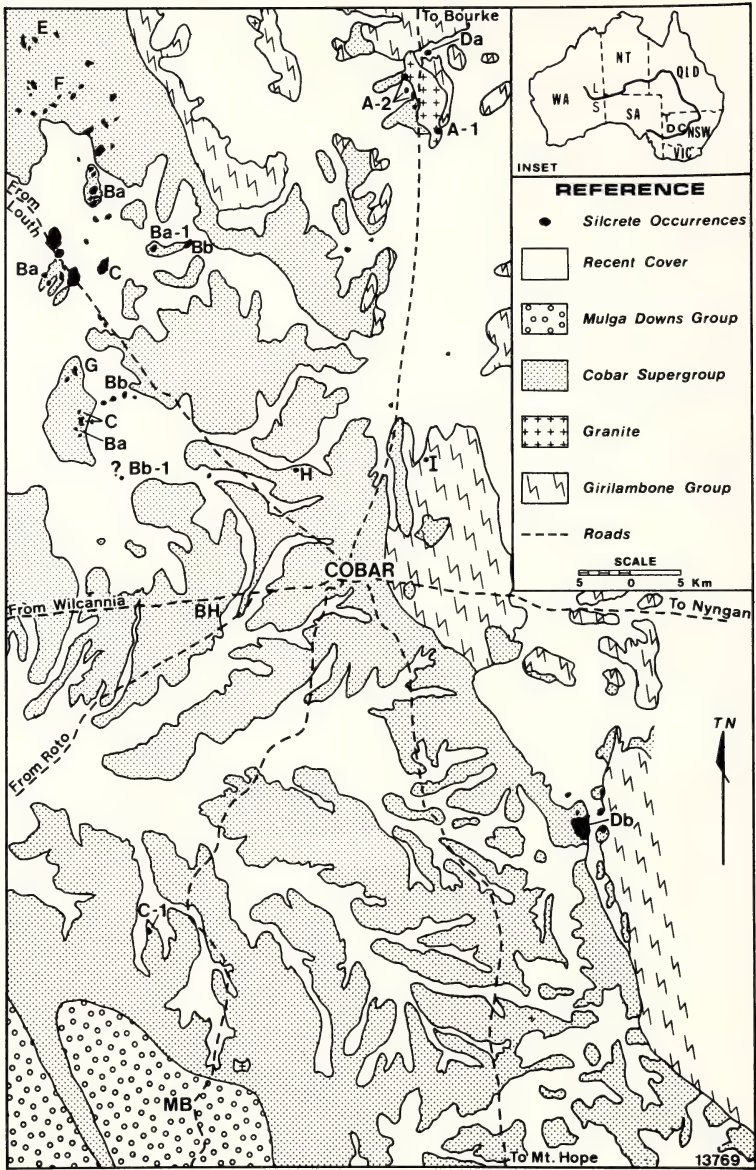 E
F
To Bourke
Da
A-2
A-1
Ba
From
Louth
Ba-1
Bb
Ba
C
G
Bb
C
Ba
? Bb-1
H
I
COBAR
From Wilcannia
BH
To Nyngan
From Roto
TN
Db
C-1
MB
To Mt. Hope
13769
NT
QLD
WA
L
S
SA
D
C
NSW
VIC
INSET
REFERENCE
Silcrete Occurrences
Recent Cover
Mulga Downs Group
Cobar Supergroup
Granite
Girilambone Group
Roads
SCALE
5 0 5 Km